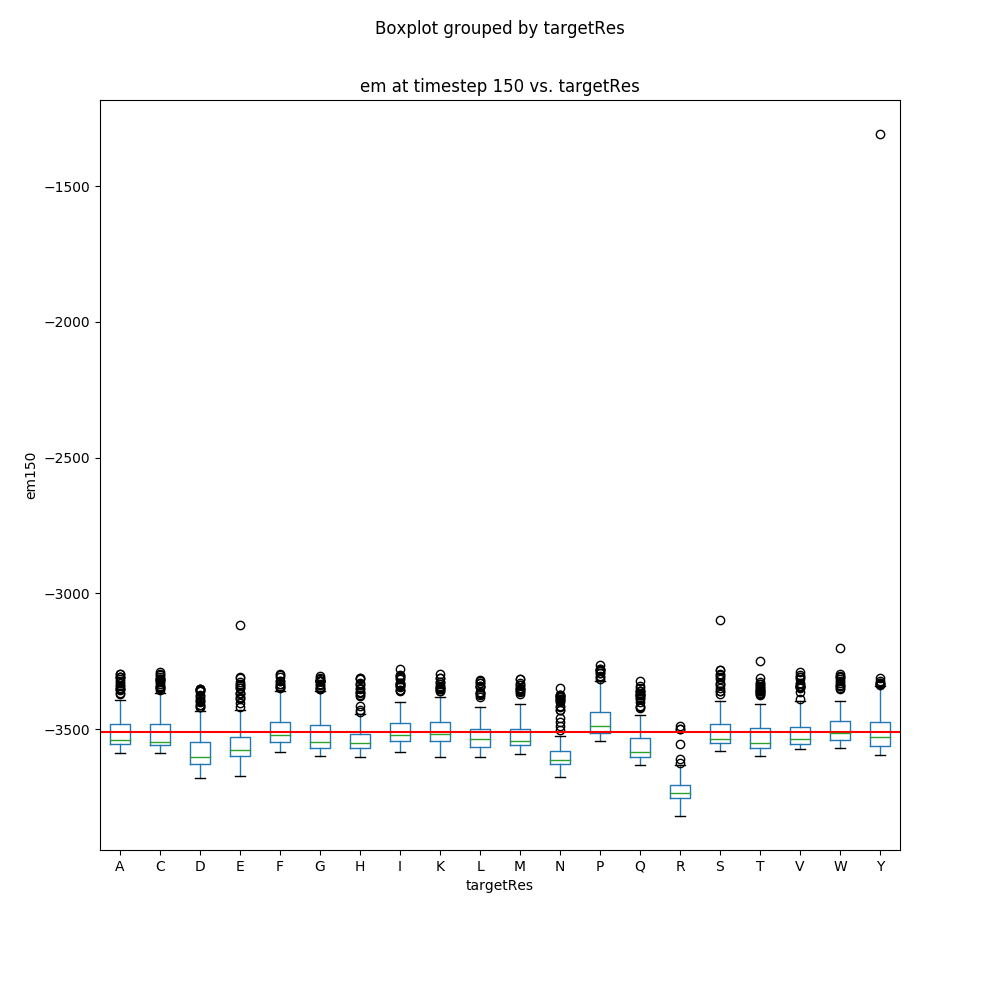 Boxplot grouped by targetRes
em at timestep 150 vs. targetRes
−1500
−2000
−2500
em150
−3000
−3500
A C D E F G H I K L M N P Q R S T V W Y
targetRes